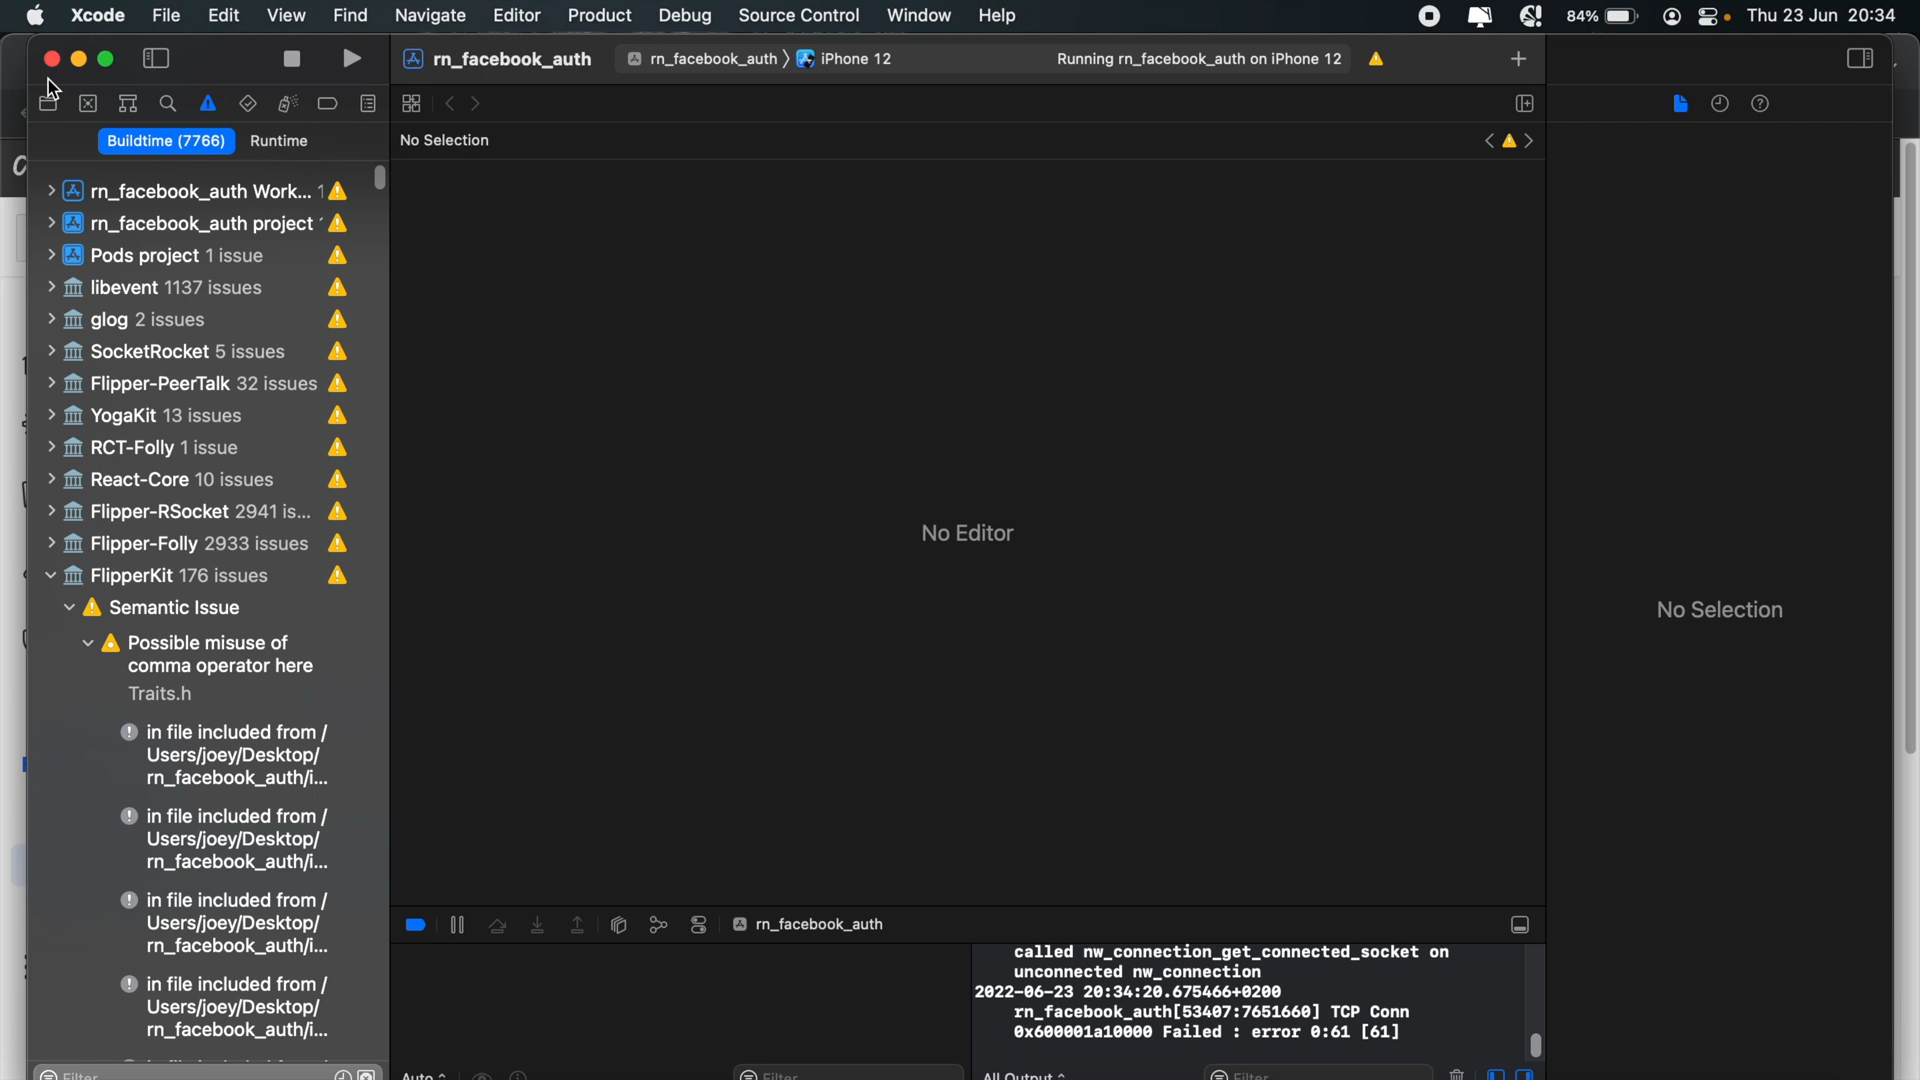 Xcode File Edit View Find Navigate Editor Product Debug Source Control Window Help 84% Thu 23 Jun 20:34
rn_facebook_auth rn_facebook_auth iPhone 12 Running rn_facebook_auth on iPhone 12
Buildtime (7766) Runtime
No Selection
rn_facebook_auth Work...
rn_facebook_auth project
Pods project 1 issue
libevent 1137 issues
glog 2 issues
SocketRocket 5 issues
Flipper-PeerTalk 32 issues
YogaKit 13 issues
RCT-Folly 1 issue
React-Core 10 issues
Flipper-RSocket 2941 is...
Flipper-Folly 2933 issues
FlipperKit 176 issues
Semantic Issue
Possible misuse of
comma operator here
Traits.h
in file included from /
Users/joey/Desktop/
rn_facebook_auth/i...
in file included from /
Users/joey/Desktop/
rn_facebook_auth/i...
in file included from /
Users/joey/Desktop/
rn_facebook_auth/i...
in file included from /
Users/joey/Desktop/
rn_facebook_auth/i...
Filter
No Editor
No Selection
rn_facebook_auth
called nw_connection_get_connected_socket on
unconnected nw_connection
2022-06-23 20:34:20.675466+0200
rn_facebook_auth[53407:7651660] TCP Conn
0x600001a10000 Failed : error 0:61 [61]
Auto Filter All Output Filter